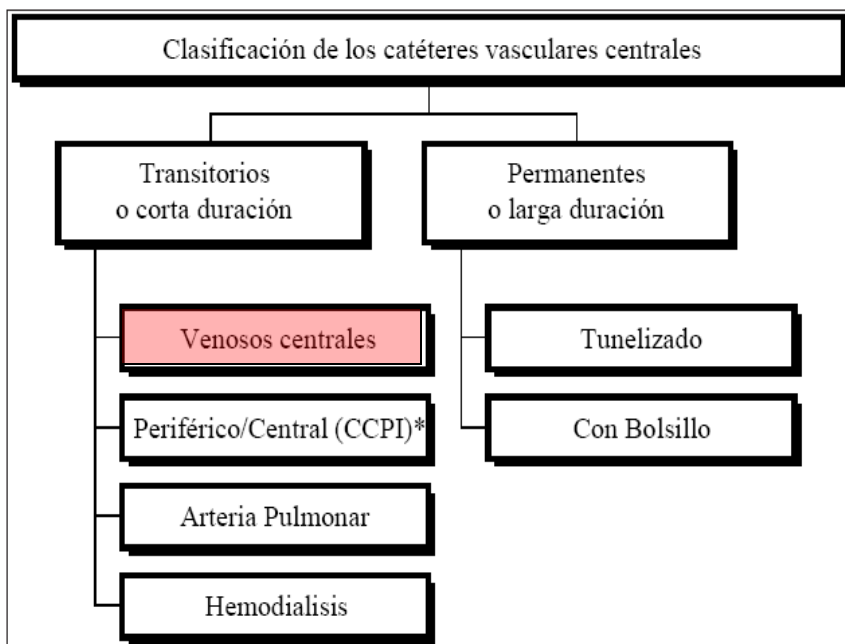 Clasificación de los catéteres vasculares centrales
Transitorios
o corta duración
Permanentes
o larga duración
Venosos centrales
Periférico/Central (CCPI)*
Arteria Pulmonar
Hemodialisis
Tunelizado
Con Bolsillo